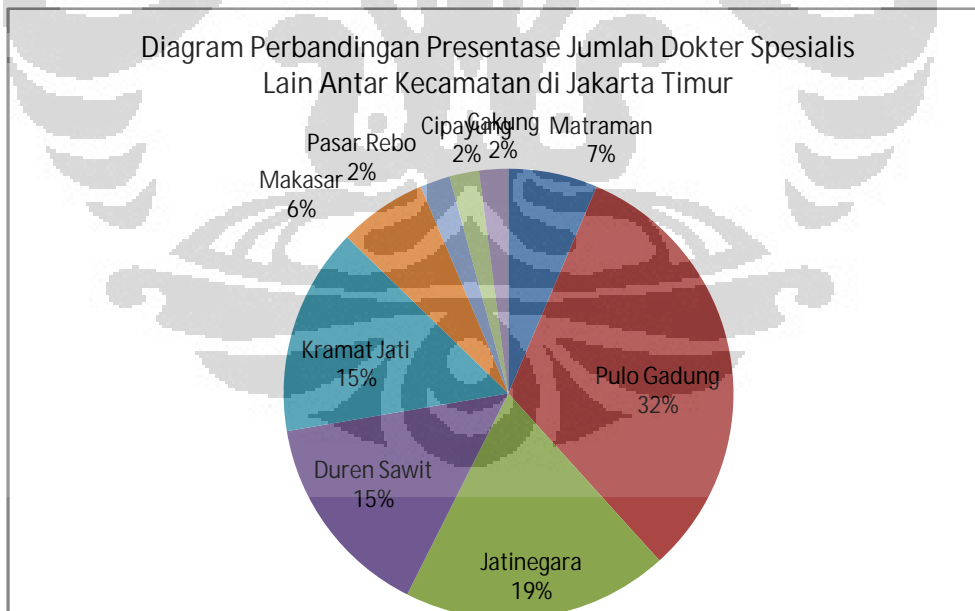 Diagram Perbandingan Presentase Jumlah Dokter Spesialis
Lain Antar Kecamatan di Jakarta Timur
Matraman
7%
Pulo Gadung
32%
Jatinegara
19%
Duren Sawit
15%
Kramat Jati
15%
Makasar
6%
Pasar Rebo
2%
Cipayung
2%
Cakung
2%